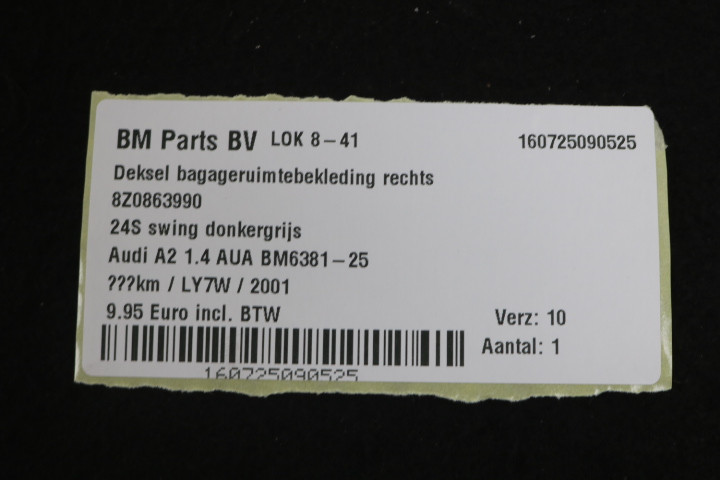 BM Parts BV LOK 8-41 160725090525
Deksel bagageruimtebekleding rechts
8Z0863990
24S swing donkergrijs
Audi A2 1.4 AUA BM6381-25
???km / LY7W / 2001
9.95 Euro incl. BTW
Verz: 10
Aantal: 1
160725090525